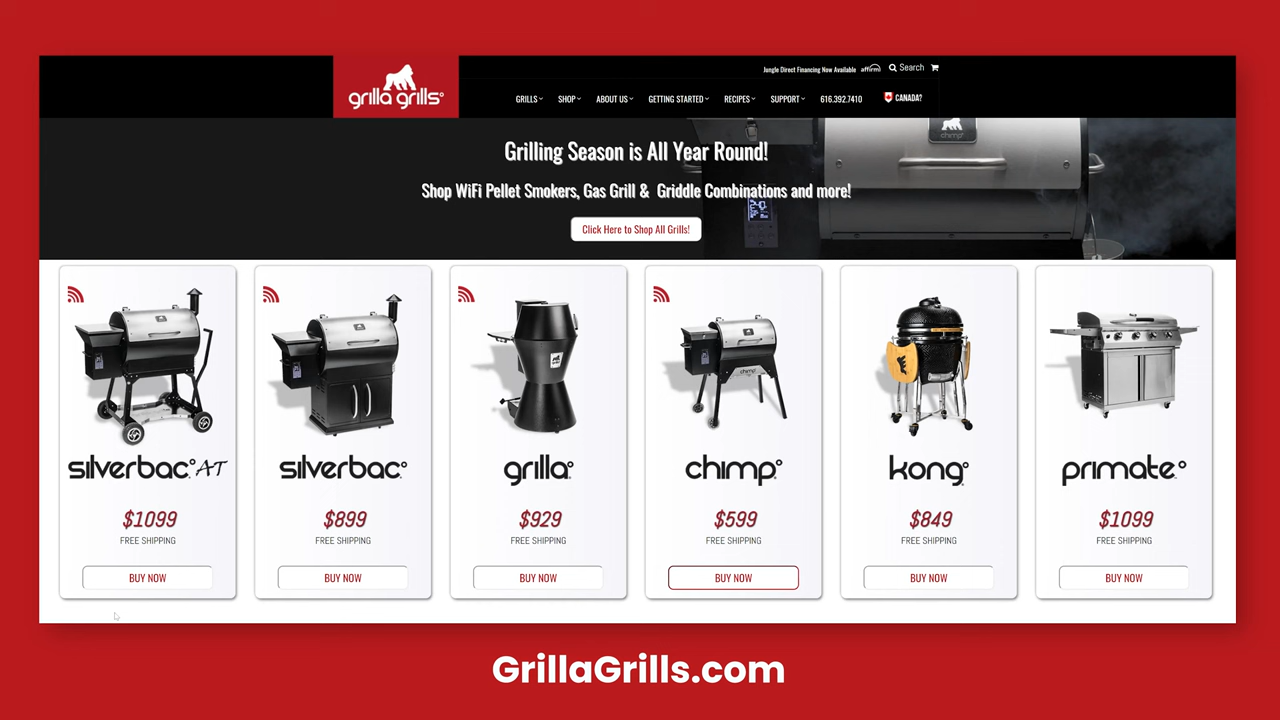 Jungle Direct Financing Now Available affirm Search
grilla grills
GRILLS SHOP ABOUT US GETTING STARTED RECIPES SUPPORT 616.392.7410 CANADA?
chimp
Grilling Season is All Year Round!
Shop WiFi Pellet Smokers, Gas Grill & Griddle Combinations and more!
Click Here to Shop All Grills!
chimp
silverbac AT
silverbac
grilla
chimp
kong
primate
$1099
$899
$929
$599
$849
$1099
FREE SHIPPING
FREE SHIPPING
FREE SHIPPING
FREE SHIPPING
FREE SHIPPING
FREE SHIPPING
BUY NOW
BUY NOW
BUY NOW
BUY NOW
BUY NOW
BUY NOW
GrillaGrills.com